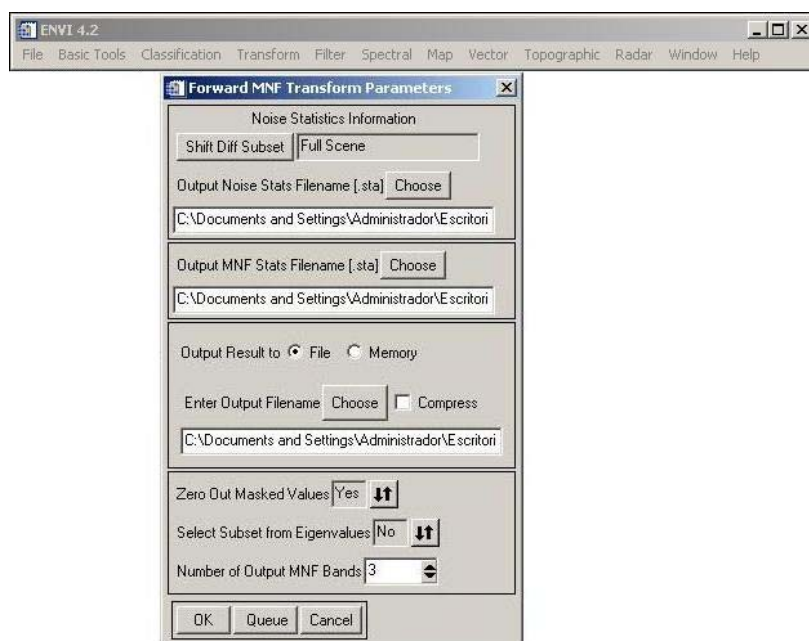 ENVI 4.2
File Basic Tools Classification Transform Filter Spectral Map Vector Topographic Radar Window Help
Forward MNF Transform Parameters
Noise Statistics Information
Shift Diff Subset Full Scene
Output Noise Stats Filename [.sta] Choose
C:\Documents and Settings\Administrador\Escritori
Output MNF Stats Filename [.sta] Choose
C:\Documents and Settings\Administrador\Escritori
Output Result to File Memory
Enter Output Filename Choose Compress
C:\Documents and Settings\Administrador\Escritori
Zero Out Masked Values Yes
Select Subset from Eigenvalues No
Number of Output MNF Bands 3
OK Queue Cancel